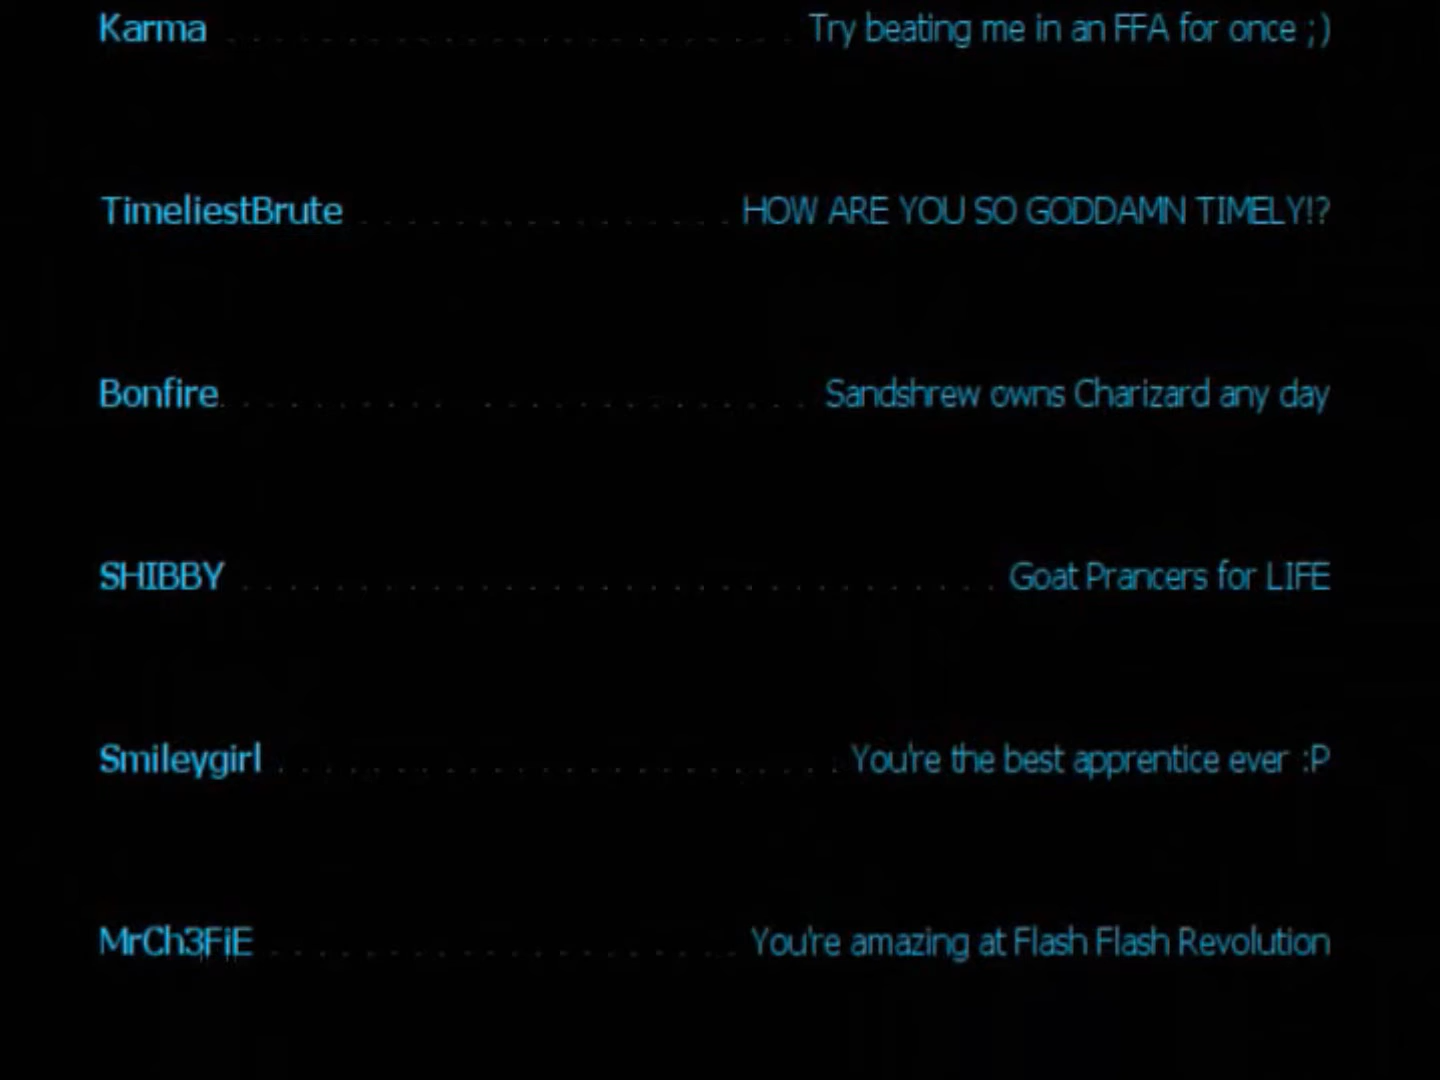 Karma . . . . . . . . . . . . . . . . . . . . . Try beating me in an FFA for once ;)
TimeliestBrute . . . . . . . . . . . . . . HOW ARE YOU SO GODDAMN TIMELY!?
Bonfire. . . . . . . . . . . . . . . . . . . . . Sandshrew owns Charizard any day
SHIBBY . . . . . . . . . . . . . . . . . . . . . . . . . . . Goat Prancers for LIFE
Smileygirl . . . . . . . . . . . . . . . . . . . . You're the best apprentice ever :P
MrCh3FiE . . . . . . . . . . . . . . . . . You're amazing at Flash Flash Revolution